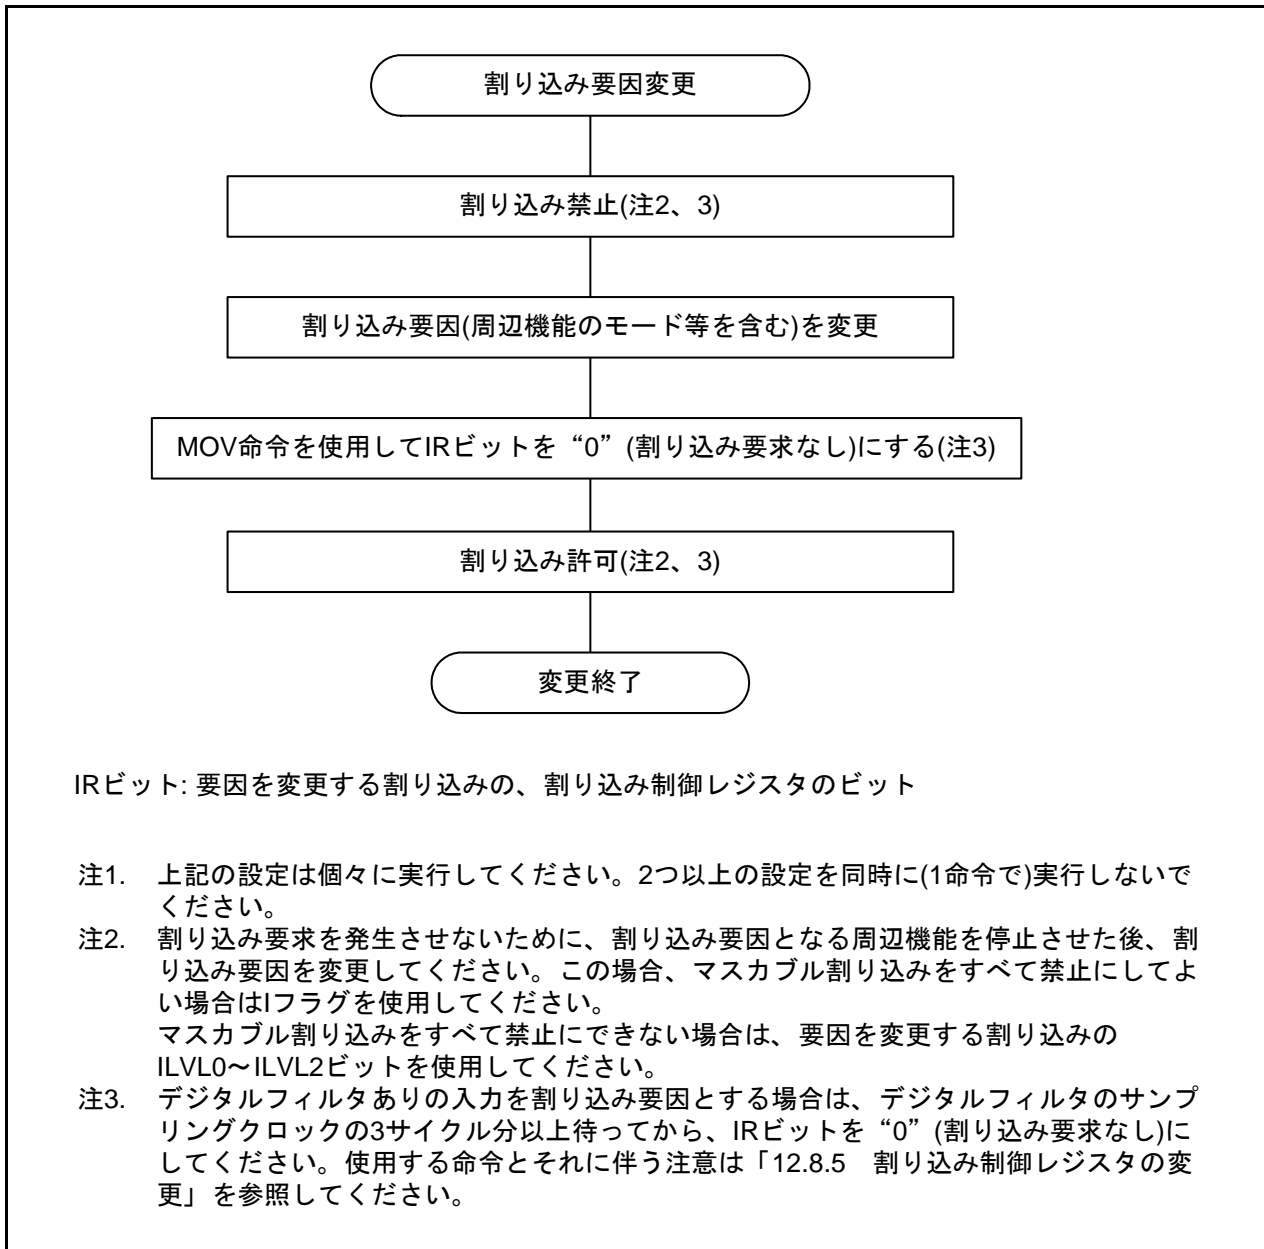 割り込み要因変更
割り込み禁止(注2、3)
割り込み要因(周辺機能のモード等を含む)を変更
MOV命令を使用してIRビットを“0”(割り込み要求なし)にする(注3)
割り込み許可(注2、3)
変更終了
IRビット: 要因を変更する割り込みの、割り込み制御レジスタのビット
注1. 上記の設定は個々に実行してください。2つ以上の設定を同時に(1命令で)実行しないで
ください。
注2. 割り込み要求を発生させないために、割り込み要因となる周辺機能を停止させた後、割
り込み要因を変更してください。この場合、マスカブル割り込みをすべて禁止にしてよ
い場合はIフラグを使用してください。
マスカブル割り込みをすべて禁止にできない場合は、要因を変更する割り込みの
ILVL0～ILVL2ビットを使用してください。
注3. デジタルフィルタありの入力を割り込み要因とする場合は、デジタルフィルタのサンプ
リングクロックの3サイクル分以上待ってから、IRビットを“0”(割り込み要求なし)に
してください。使用する命令とそれに伴う注意は「12.8.5　割り込み制御レジスタの変
更」を参照してください。